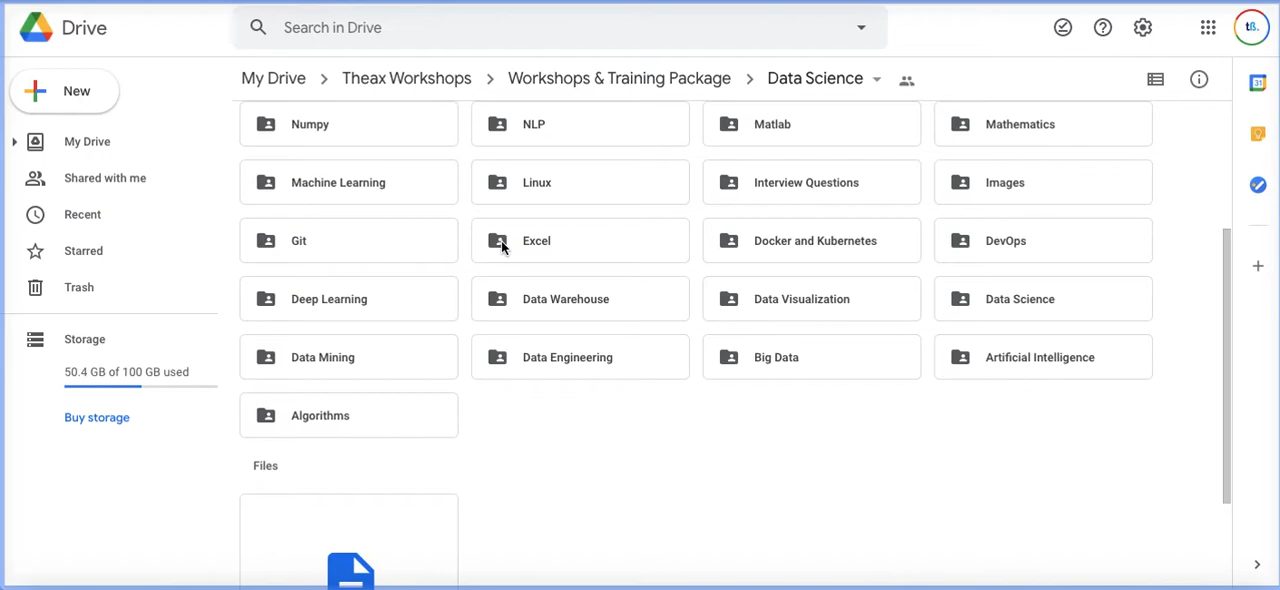 Drive
Search in Drive
tß.
New
My Drive > Theax Workshops > Workshops & Training Package > Data Science
31
My Drive
Shared with me
Recent
Starred
Trash
Storage
50.4 GB of 100 GB used
Buy storage
Numpy NLP Matlab Mathematics
Machine Learning Linux Interview Questions Images
Git Excel Docker and Kubernetes DevOps
Deep Learning Data Warehouse Data Visualization Data Science
Data Mining Data Engineering Big Data Artificial Intelligence
Algorithms
Files